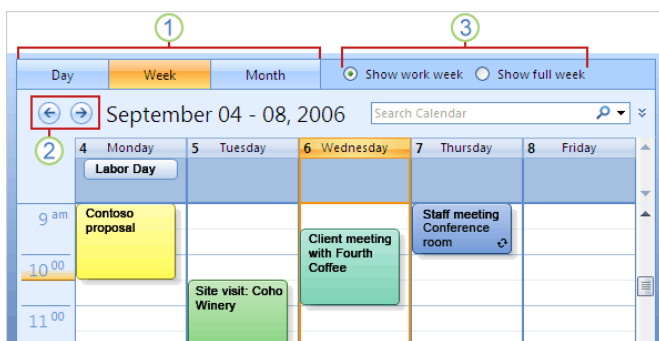 1 3
Day Week Month Show work week Show full week
September 04 - 08, 2006 Search Calendar
2
4 Monday 5 Tuesday 6 Wednesday 7 Thursday 8 Friday
Labor Day
9 am
Contoso
proposal
Staff meeting
Conference
room
Client meeting
with Fourth
Coffee
10 00
Site visit: Coho
Winery
11 00